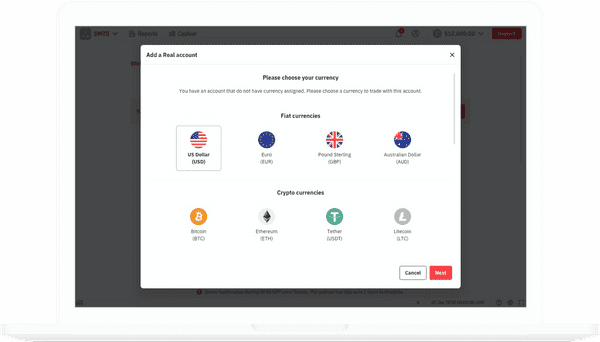 Reports
Cashier
Add a Real account
Please choose your currency
You have an account that do not have currency assigned. Please choose a currency to trade with this account.
Fiat currencies
US Dollar
(USD)
Euro
(EUR)
Pound Sterling
(GBP)
Australian Dollar
(AUD)
Crypto currencies
Bitcoin
(BTC)
Ethereum
(ETH)
Tether
(USDT)
Litecoin
(LTC)
Cancel
Next